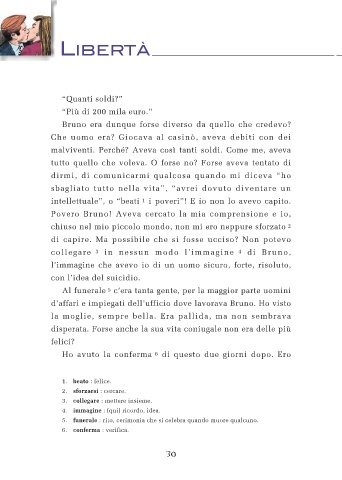 LIBERTÀ
“Quanti soldi?”
“Più di 200 mila euro.”
Bruno era dunque forse diverso da quello che credevo?
Che uomo era? Giocava al casinò, aveva debiti con dei
malviventi. Perché? Aveva così tanti soldi. Come me, aveva
tutto quello che voleva. O forse no? Forse aveva tentato di
dirmi, di comunicarmi qualcosa quando mi diceva “ho
sbagliato tutto nella vita”, “avrei dovuto diventare un
intellettuale”, o “beati 1 i poveri”! E io non lo avevo capito.
Povero Bruno! Aveva cercato la mia comprensione e io,
chiuso nel mio piccolo mondo, non mi ero neppure sforzato 2
di capire. Ma possibile che si fosse ucciso? Non potevo
collegare 3 in nessun modo l’immagine 4 di Bruno,
l’immagine che avevo io di un uomo sicuro, forte, risoluto,
con l’idea del suicidio.
Al funerale 5 c’era tanta gente, per la maggior parte uomini
d’affari e impiegati dell’ufficio dove lavorava Bruno. Ho visto
la moglie, sempre bella. Era pallida, ma non sembrava
disperata. Forse anche la sua vita coniugale non era delle più
felici?
Ho avuto la conferma 6 di questo due giorni dopo. Ero
1. beato : felice.
2. sforzarsi : cercare.
3. collegare : mettere insieme.
4. immagine : (qui) ricordo, idea.
5. funerale : rito, cerimonia che si celebra quando muore qualcuno.
6. conferma : verifica.
30